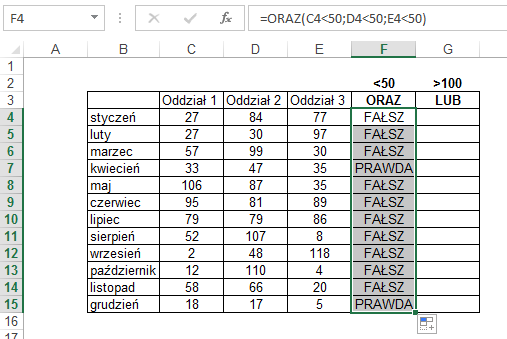 F4 fx =ORAZ(C4<50;D4<50;E4<50)
A B C D E F G
1
2 <50 >100
3 Oddział 1 Oddział 2 Oddział 3 ORAZ LUB
4 styczeń 27 84 77 FAŁSZ
5 luty 27 30 97 FAŁSZ
6 marzec 57 99 30 FAŁSZ
7 kwiecień 33 47 35 PRAWDA
8 maj 106 87 35 FAŁSZ
9 czerwiec 95 81 89 FAŁSZ
10 lipiec 79 79 86 FAŁSZ
11 sierpień 52 107 8 FAŁSZ
12 wrzesień 2 48 118 FAŁSZ
13 październik 12 110 4 FAŁSZ
14 listopad 58 66 20 FAŁSZ
15 grudzień 18 17 5 PRAWDA
16
17